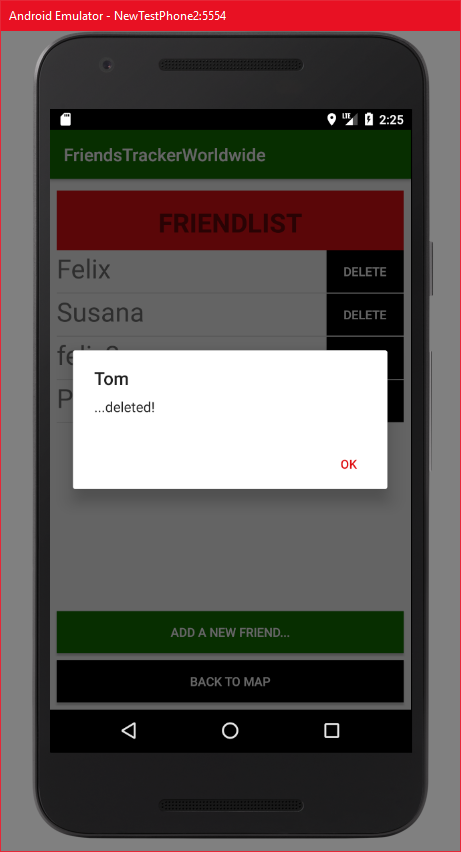 Android Emulator - NewTestPhone2:5554
LTE 2:25
FriendsTrackerWorldwide
FRIENDLIST
Felix DELETE
Susana DELETE
Tom
...deleted!
OK
ADD A NEW FRIEND...
BACK TO MAP